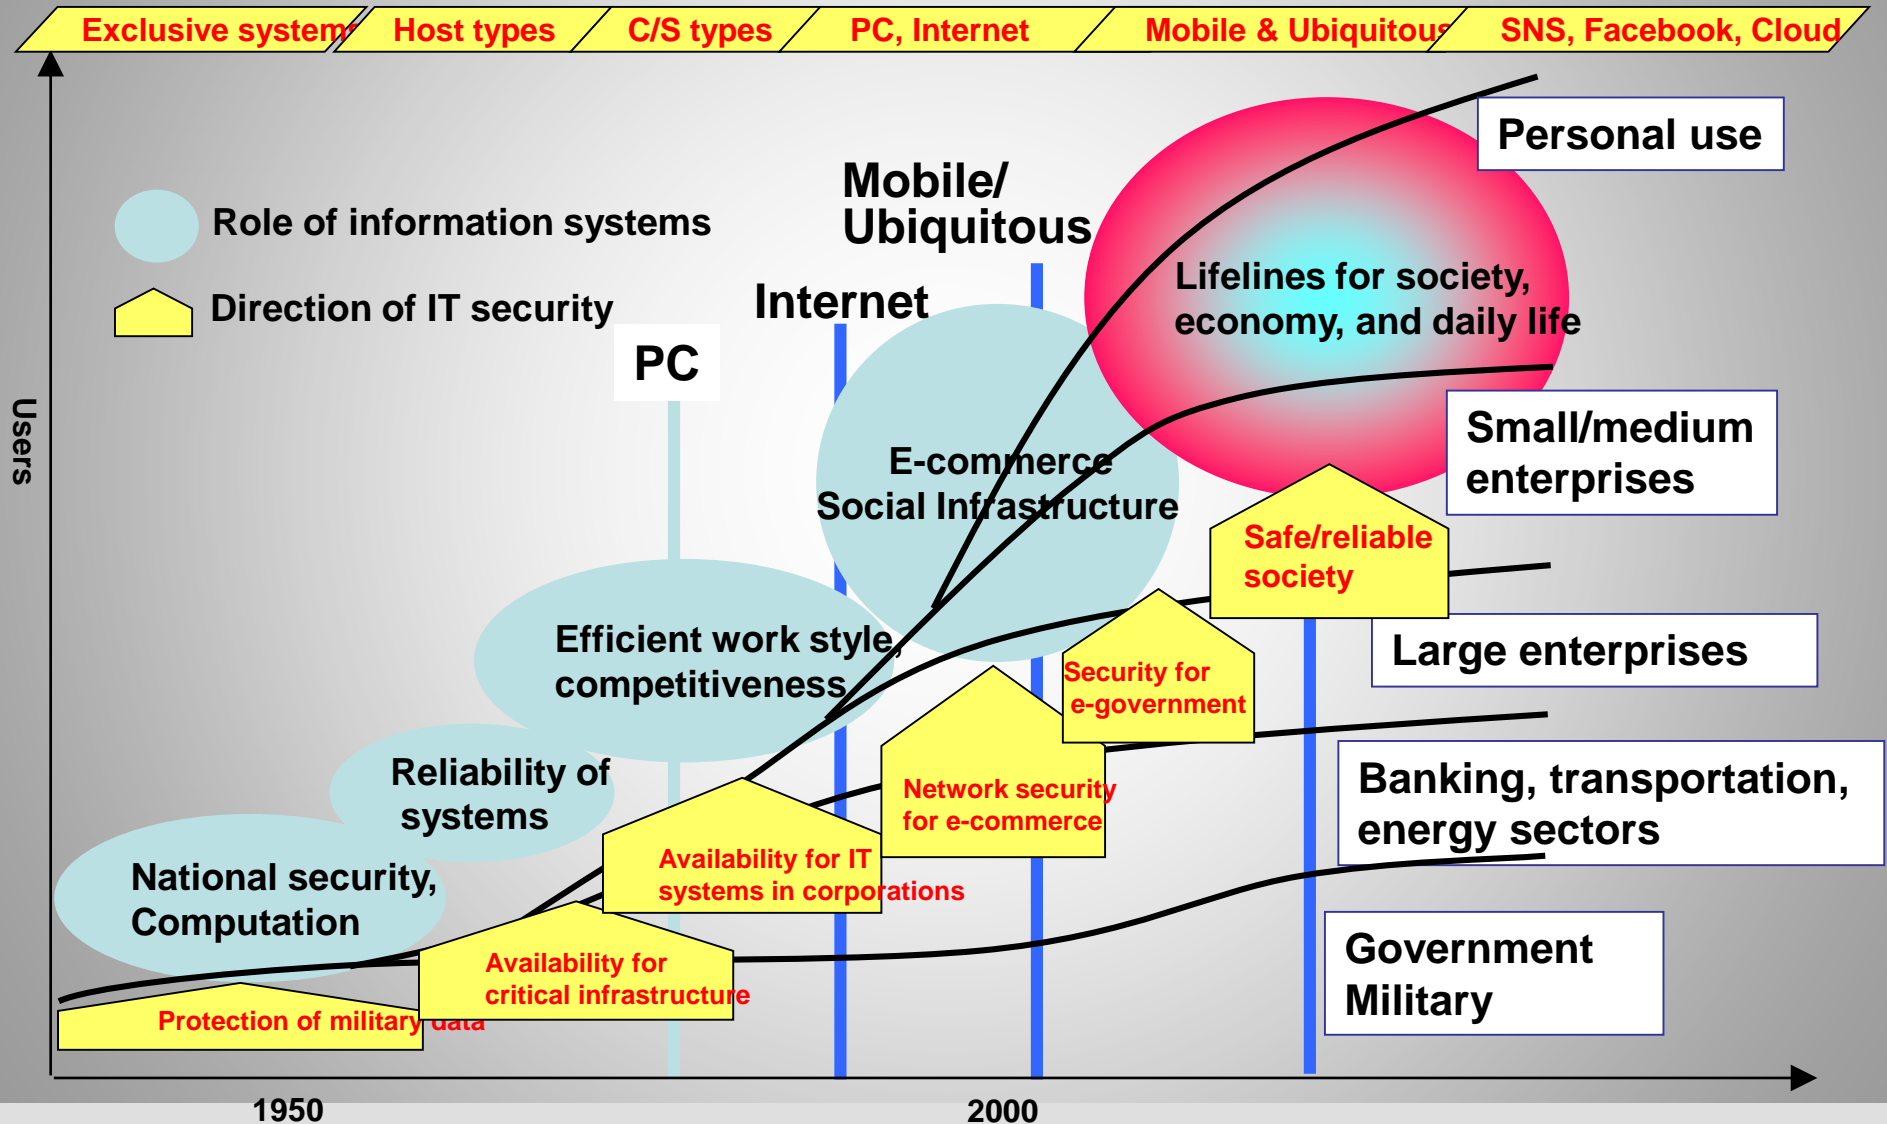 Exclusive systems
Host types
C/S types
PC, Internet
Mobile & Ubiquitous
SNS, Facebook, Cloud
Personal use
Mobile/
Ubiquitous
Role of information systems
Lifelines for society,
economy, and daily life
Internet
Direction of IT security
PC
Users
Small/medium
enterprises
E-commerce
Social Infrastructure
Safe/reliable
society
Efficient work style,
competitiveness
Large enterprises
Security for
e-government
Reliability of
systems
Network security
for e-commerce
Banking, transportation,
energy sectors
National security,
Computation
Availability for IT
systems in corporations
Government
Military
Availability for
critical infrastructure
Protection of military data
1950
2000